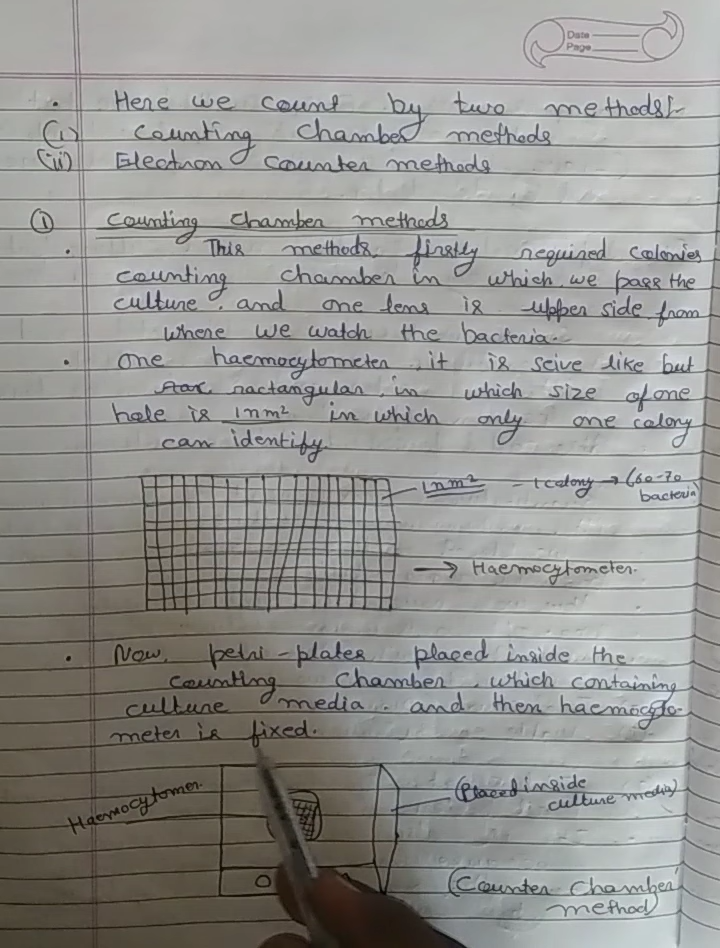 Date
Page
· Here we count by two methods:-
(i) counting chamber methods
(ii) Electron counter methods
① counting chamber methods
· This methods, firstly required colonies
counting chamber in which we pass the
culture. and one lens is upper side from
where we watch the bacteria.
· one haemocytometer, it is seive like but
ractangular, in which size of one
hole is 1nm² in which only one colony
can identify
1nm² - 1 colony → (60-70
bacteria)
→ Haemocytometer.
· Now, petri-plates placed inside the
counting chamber, which containing
culture media. and then haemocyto-
meter is fixed.
Haemocytomer.
(Placed inside
culture media)
(Counter Chamber
method)